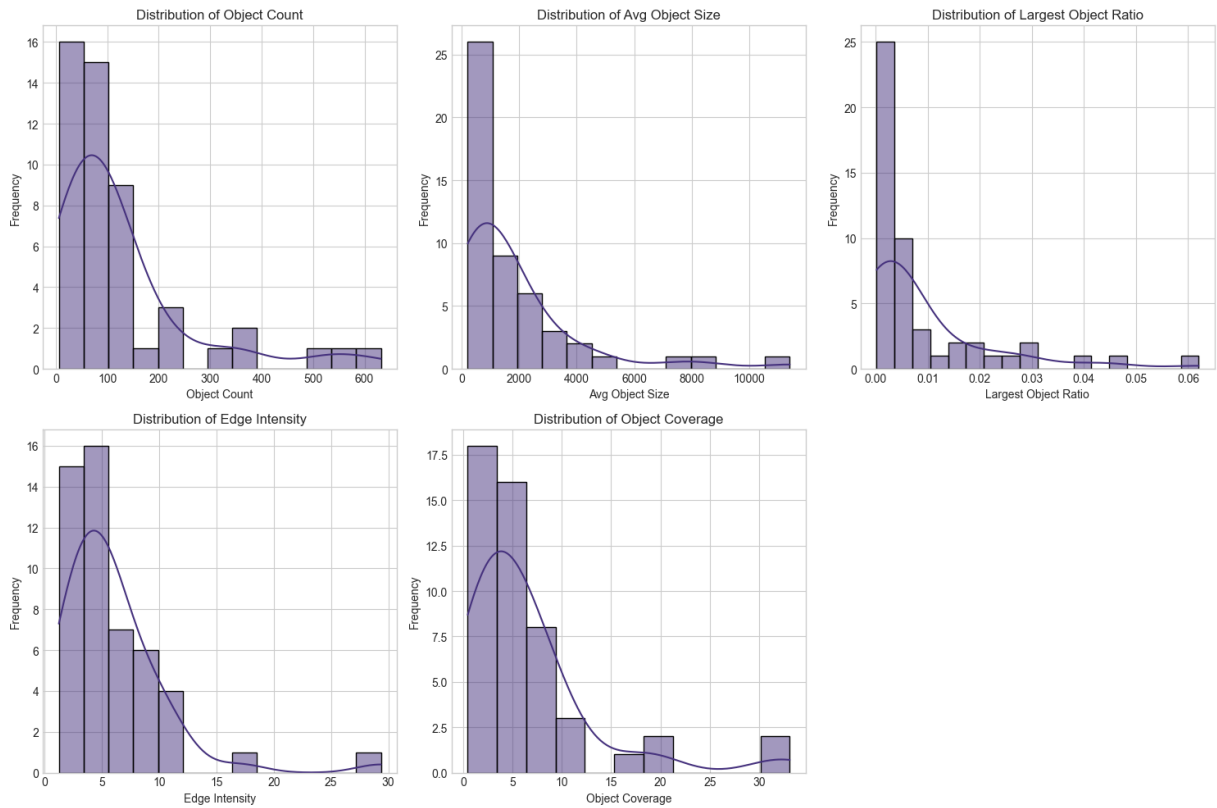 Distribution of Object Count
16
14
12
10
8
6
4
2
0
Frequency
0 100 200 300 400 500 600
Object Count
Distribution of Avg Object Size
25
20
15
10
5
0
Frequency
0 2000 4000 6000 8000 10000
Avg Object Size
Distribution of Largest Object Ratio
25
20
15
10
5
0
Frequency
0.00 0.01 0.02 0.03 0.04 0.05 0.06
Largest Object Ratio
Distribution of Edge Intensity
16
14
12
10
8
6
4
2
0
Frequency
0 5 10 15 20 25 30
Edge Intensity
Distribution of Object Coverage
17.5
15.0
12.5
10.0
7.5
5.0
2.5
0.0
Frequency
0 5 10 15 20 25 30
Object Coverage